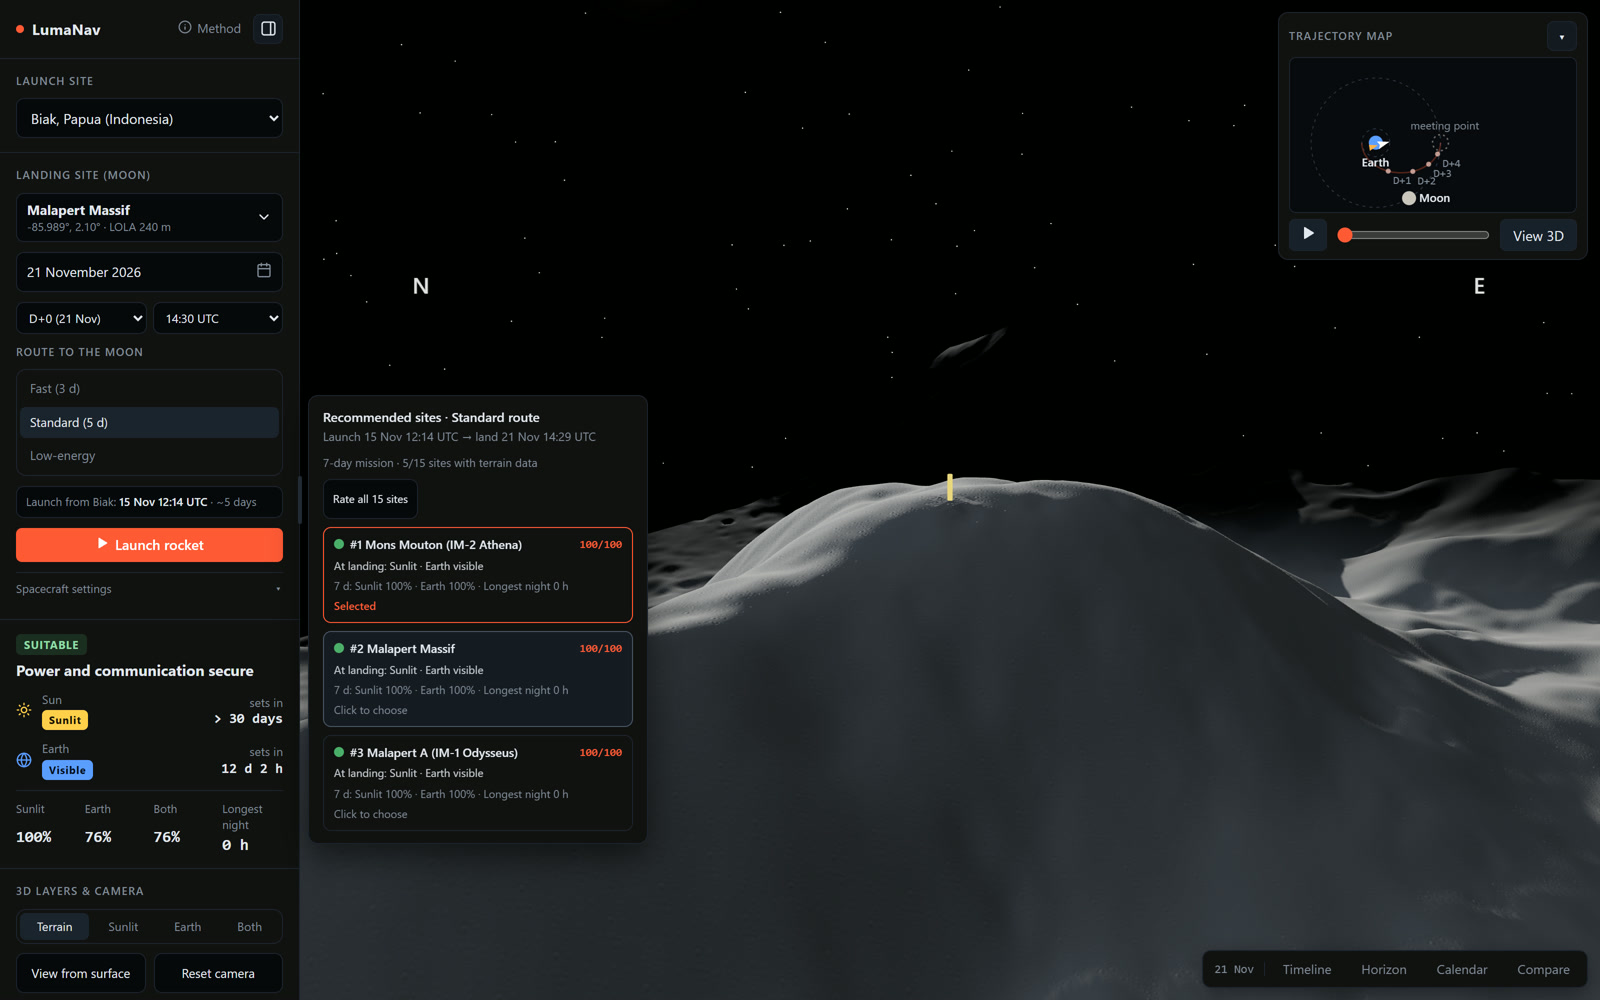 LumaNav
Method
LAUNCH SITE
Biak, Papua (Indonesia)
LANDING SITE (MOON)
Malapert Massif
-85.989°, 2.10° · LOLA 240 m
21 November 2026
D+0 (21 Nov)
14:30 UTC
ROUTE TO THE MOON
Fast (3 d)
Standard (5 d)
Low-energy
Launch from Biak: 15 Nov 12:14 UTC · ~5 days
Launch rocket
Spacecraft settings
SUITABLE
Power and communication secure
Sun
sets in
Sunlit
> 30 days
Earth
sets in
Visible
12 d 2 h
Sunlit
Earth
Both
Longest night
100%
76%
76%
0 h
3D LAYERS & CAMERA
Terrain
Sunlit
Earth
Both
View from surface
Reset camera
N
E
Recommended sites · Standard route
Launch 15 Nov 12:14 UTC → land 21 Nov 14:29 UTC
7-day mission · 5/15 sites with terrain data
Rate all 15 sites
#1 Mons Mouton (IM-2 Athena)
100/100
At landing: Sunlit · Earth visible
7 d: Sunlit 100% · Earth 100% · Longest night 0 h
Selected
#2 Malapert Massif
100/100
At landing: Sunlit · Earth visible
7 d: Sunlit 100% · Earth 100% · Longest night 0 h
Click to choose
#3 Malapert A (IM-1 Odysseus)
100/100
At landing: Sunlit · Earth visible
7 d: Sunlit 100% · Earth 100% · Longest night 0 h
Click to choose
TRAJECTORY MAP
meeting point
Earth
D+4
D+3
D+1
D+2
Moon
View 3D
21 Nov
Timeline
Horizon
Calendar
Compare